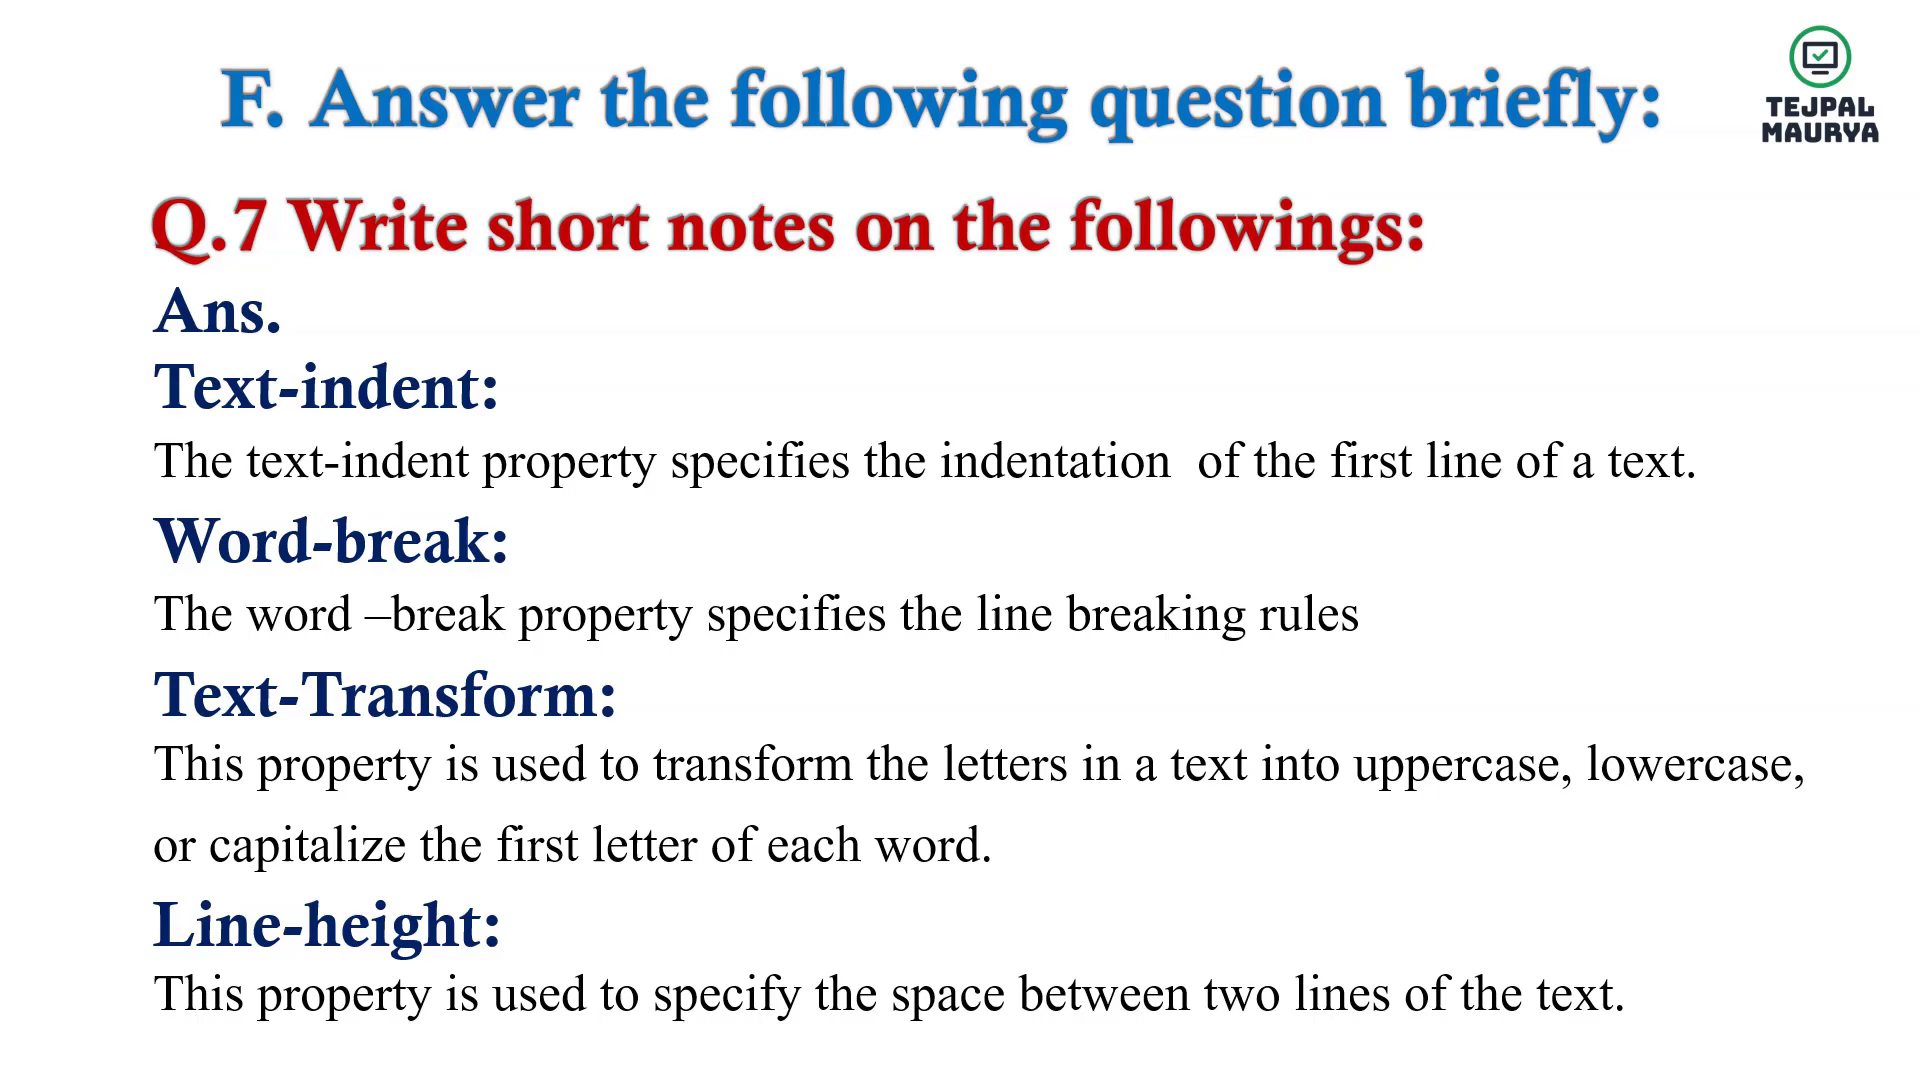 F. Answer the following question briefly:
TEJPAL
MAURYA
Q.7 Write short notes on the followings:
Ans.
Text-indent:
The text-indent property specifies the indentation  of the first line of a text.
Word-break:
The word –break property specifies the line breaking rules
Text-Transform:
This property is used to transform the letters in a text into uppercase, lowercase,
or capitalize the first letter of each word.
Line-height:
This property is used to specify the space between two lines of the text.